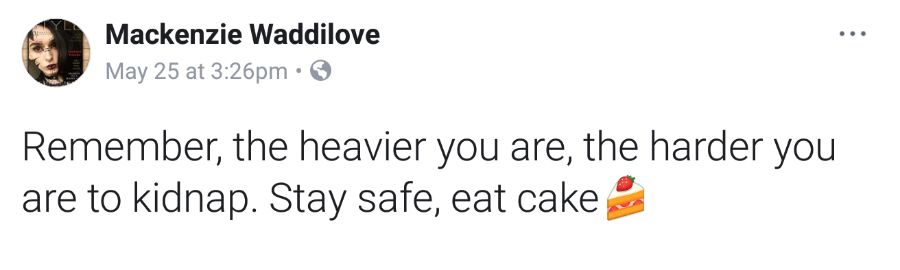 Mackenzie Waddilove
May 25 at 3:26pm •
Remember, the heavier you are, the harder you
are to kidnap. Stay safe, eat cake🍰